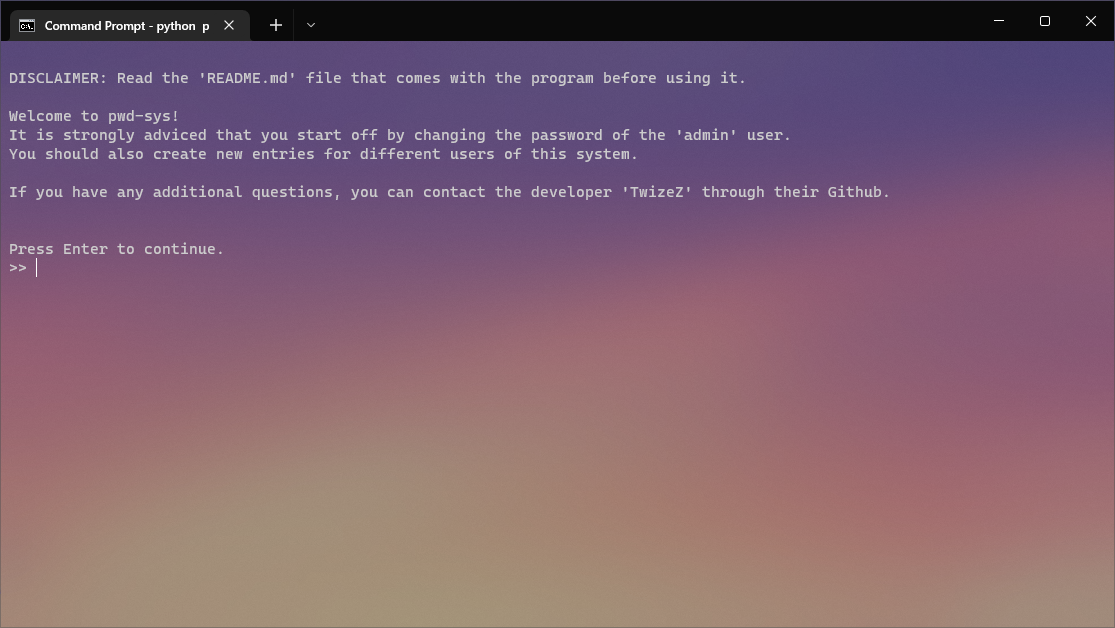 Command Prompt - python p
DISCLAIMER: Read the 'README.md' file that comes with the program before using it.
Welcome to pwd-sys!
It is strongly adviced that you start off by changing the password of the 'admin' user.
You should also create new entries for different users of this system.
If you have any additional questions, you can contact the developer 'TwizeZ' through their Github.
Press Enter to continue.
>>